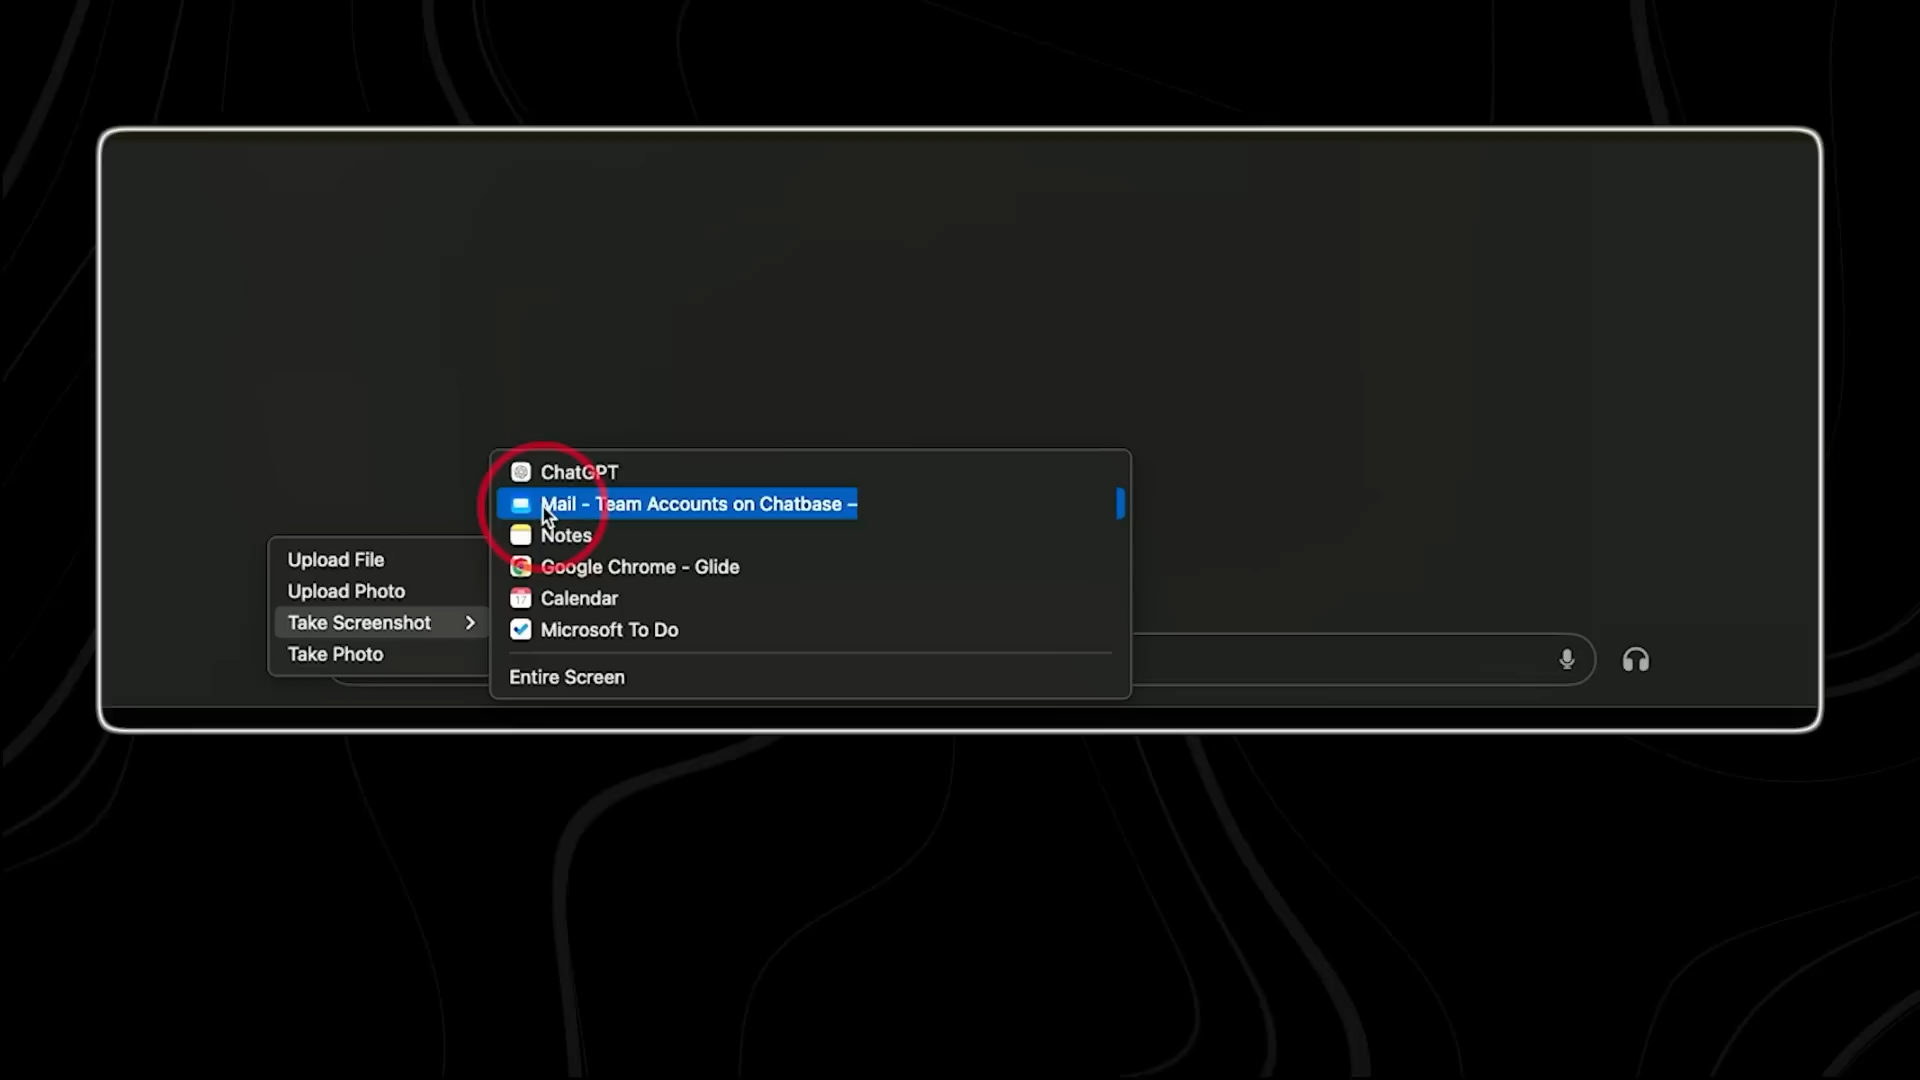 ChatGPT
Mail - Team Accounts on Chatbase –
Notes
Google Chrome - Glide
Calendar
17
Microsoft To Do
Entire Screen
Upload File
Upload Photo
Take Screenshot
Take Photo